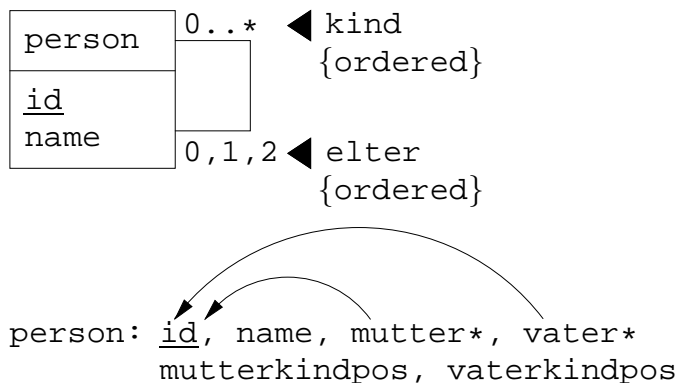 person
0..* ◀ kind
{ordered}
id
name
0,1,2 ◀ elter
{ordered}
person: id, name, mutter*, vater*
mutterkindpos, vaterkindpos